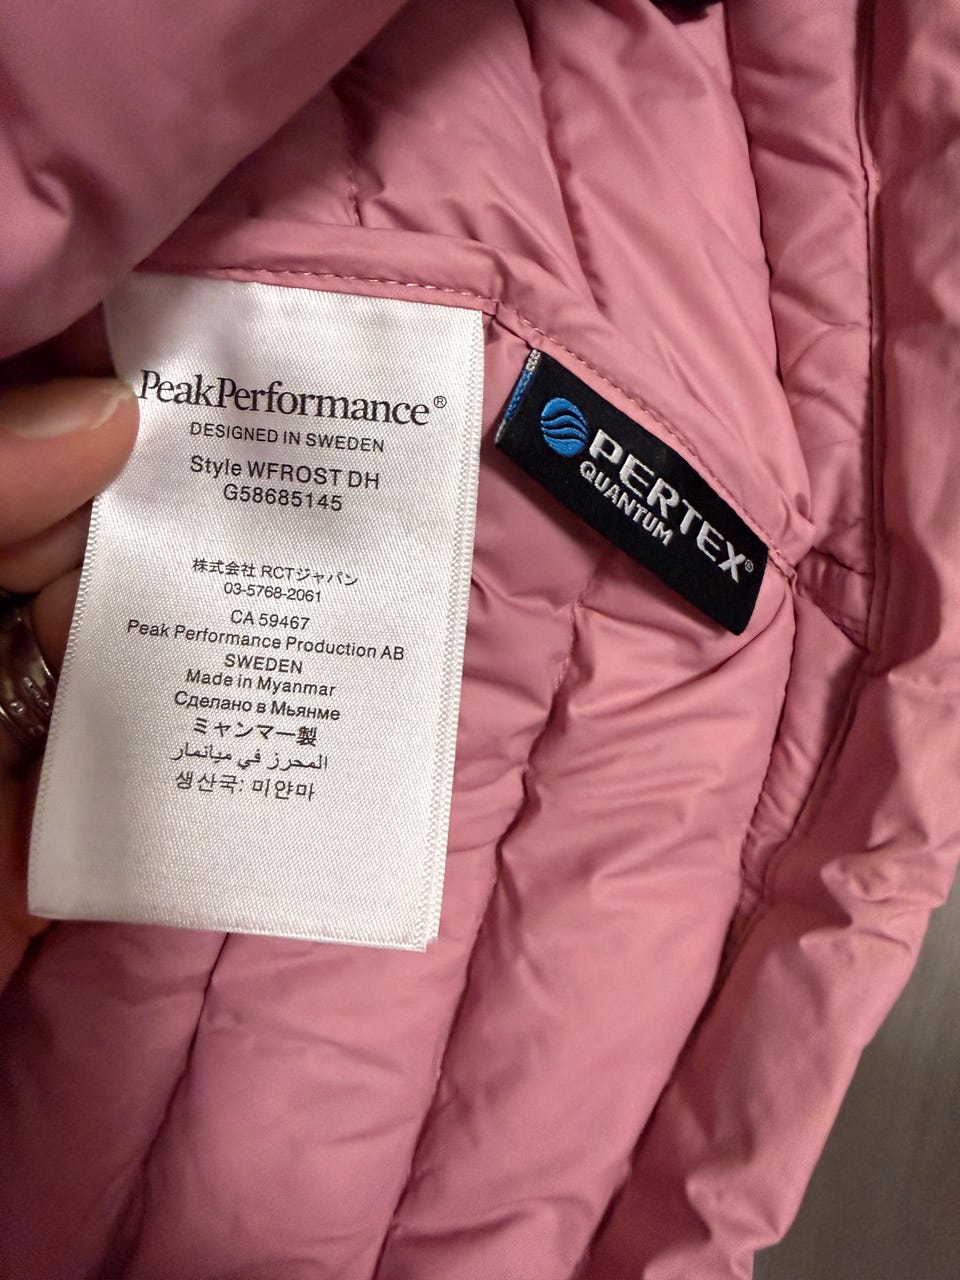 PeakPerformance®
DESIGNED IN SWEDEN
Style WFROST DH
G58685145
株式会社 RCTジャパン
03-5768-2061
CA 59467
Peak Performance Production AB
SWEDEN
Made in Myanmar
Сделано в Мьянме
ミャンマー製
المحرز في ميانمار
생산국: 미얀마
PERTEX®
QUANTUM